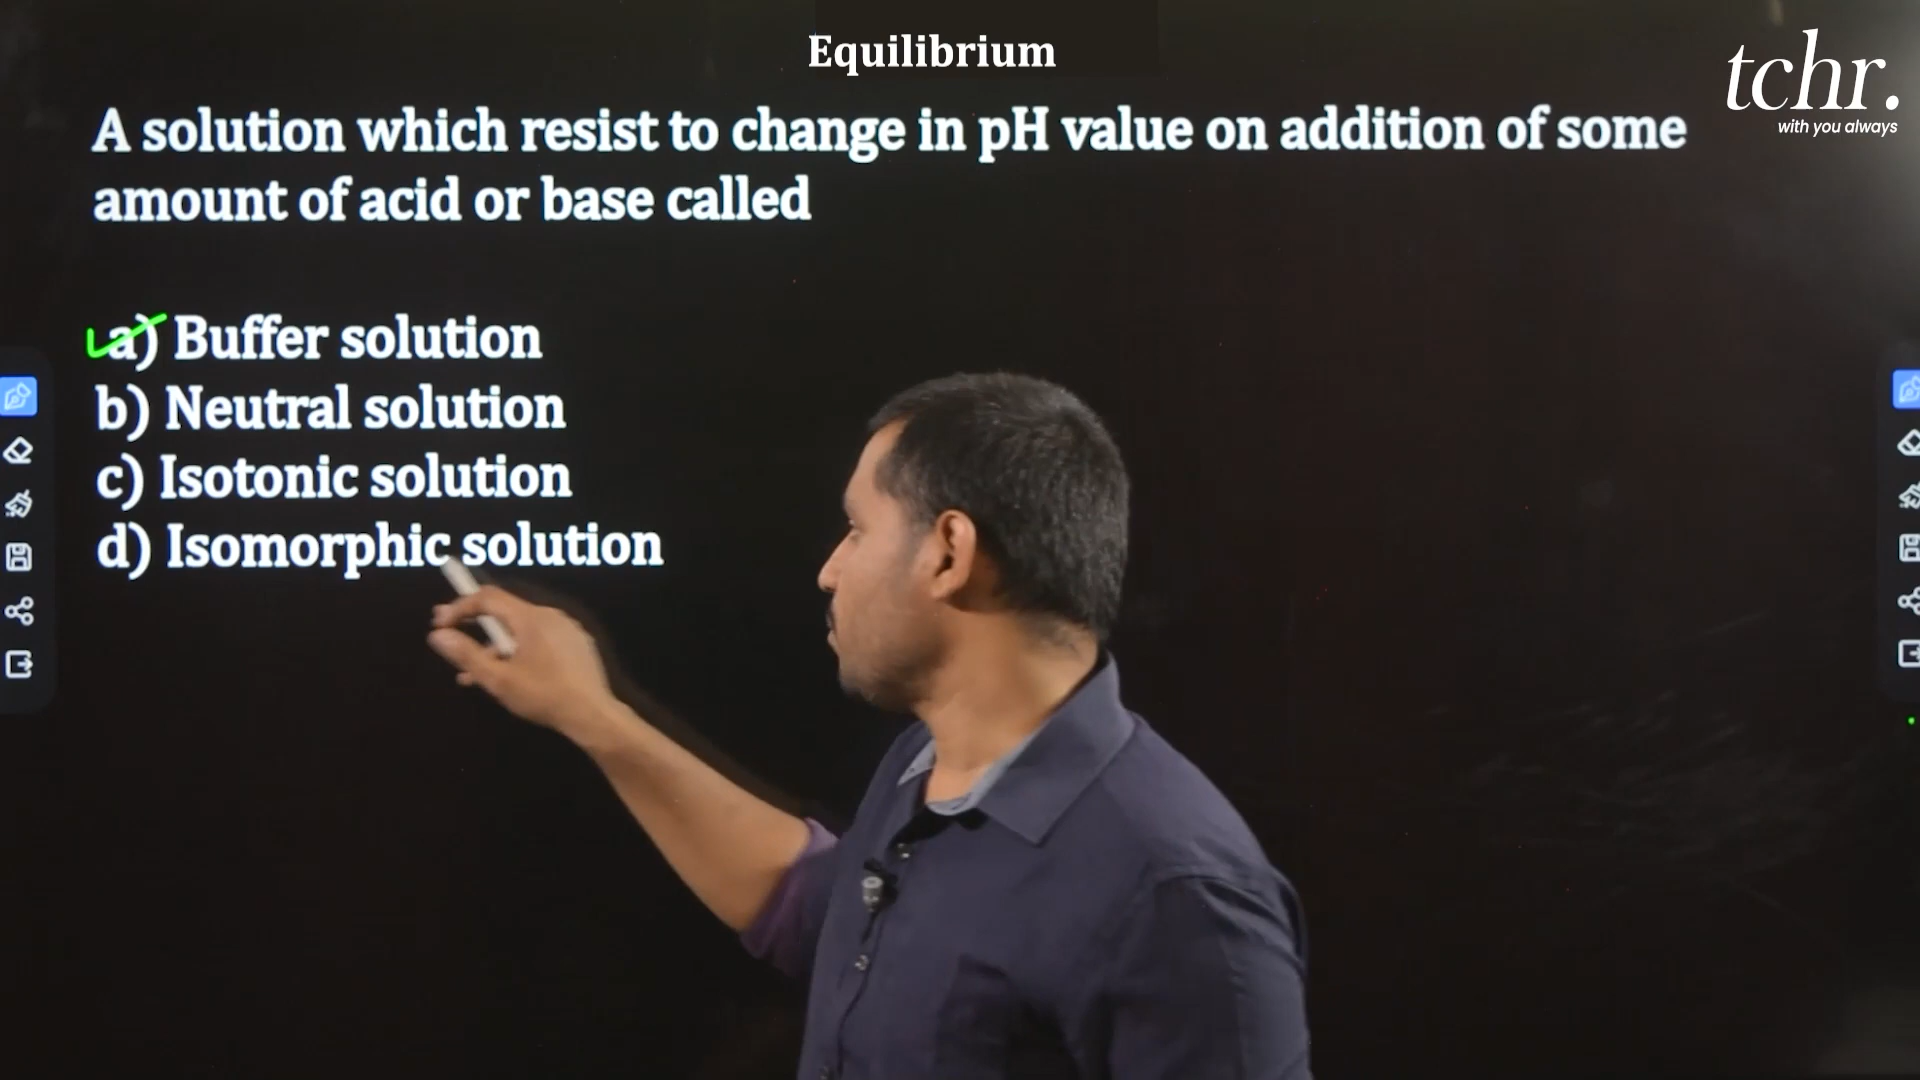 Equilibrium
tchr.
with you always
A solution which resist to change in pH value on addition of some
amount of acid or base called
a) Buffer solution
b) Neutral solution
c) Isotonic solution
d) Isomorphic solution